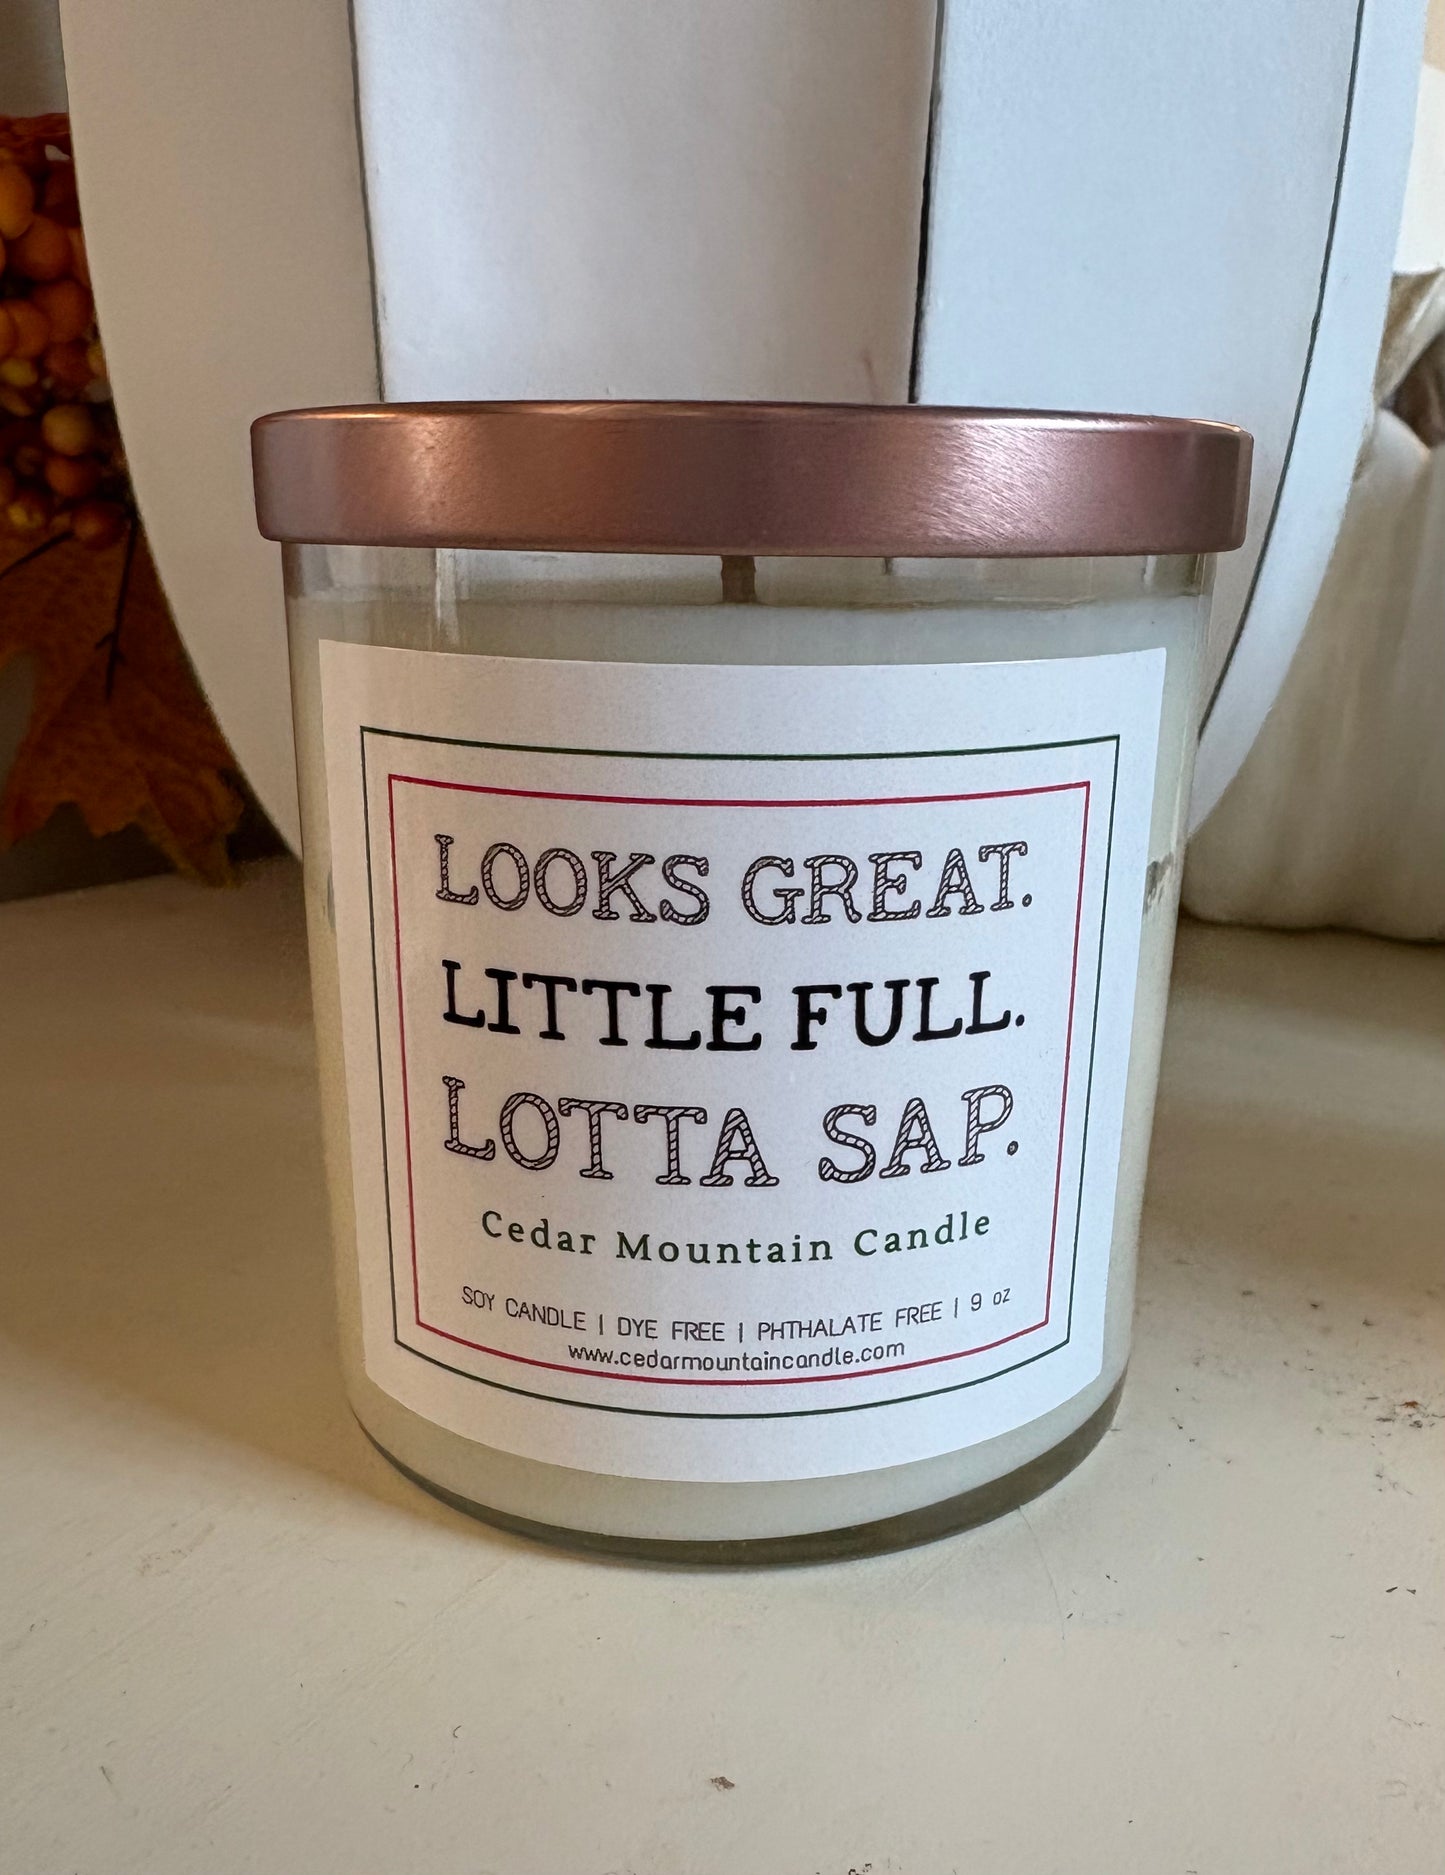 LOOKS GREAT.
LITTLE FULL.
LOTTA SAP.
Cedar Mountain Candle
SOY CANDLE | DYE FREE | PHTHALATE FREE | 9 oz
www.cedarmountaincandle.com